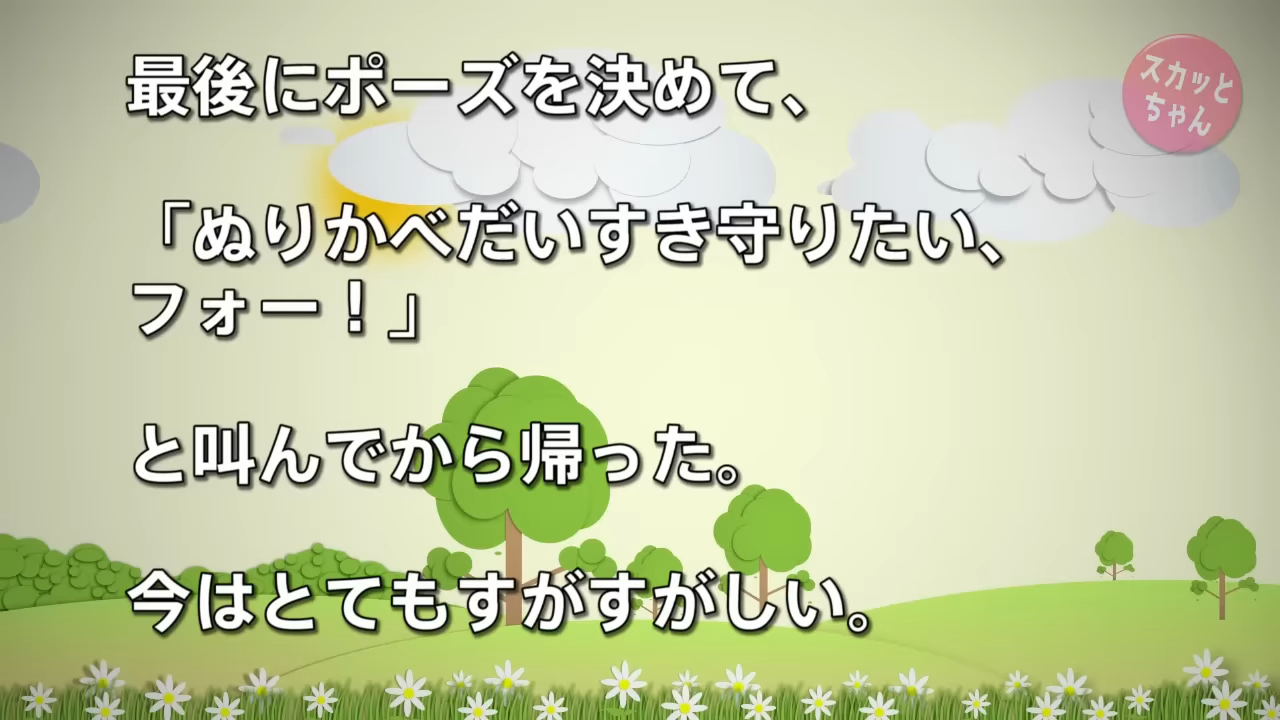 最後にポーズを決めて、
「ぬりかべだいすき守りたい、
フォー！」
と叫んでから帰った。
今はとてもすがすがしい。
スカッと
ちゃん